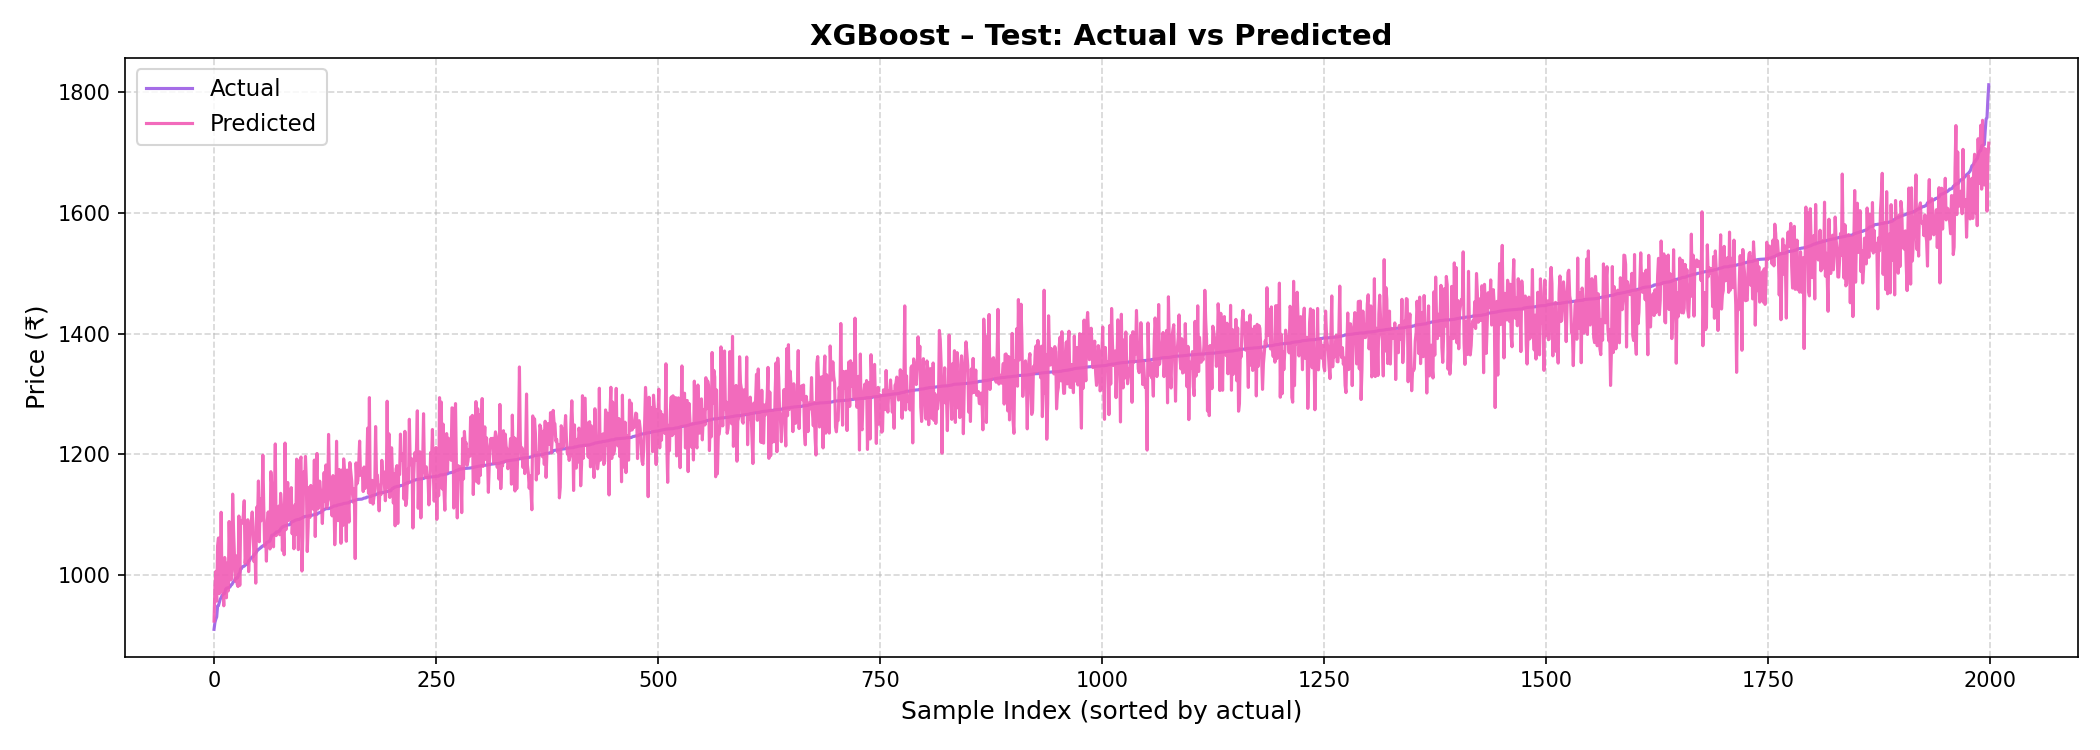 XGBoost – Test: Actual vs Predicted
Actual
Predicted
Price (₹)
1800
1600
1400
1200
1000
0 250 500 750 1000 1250 1500 1750 2000
Sample Index (sorted by actual)